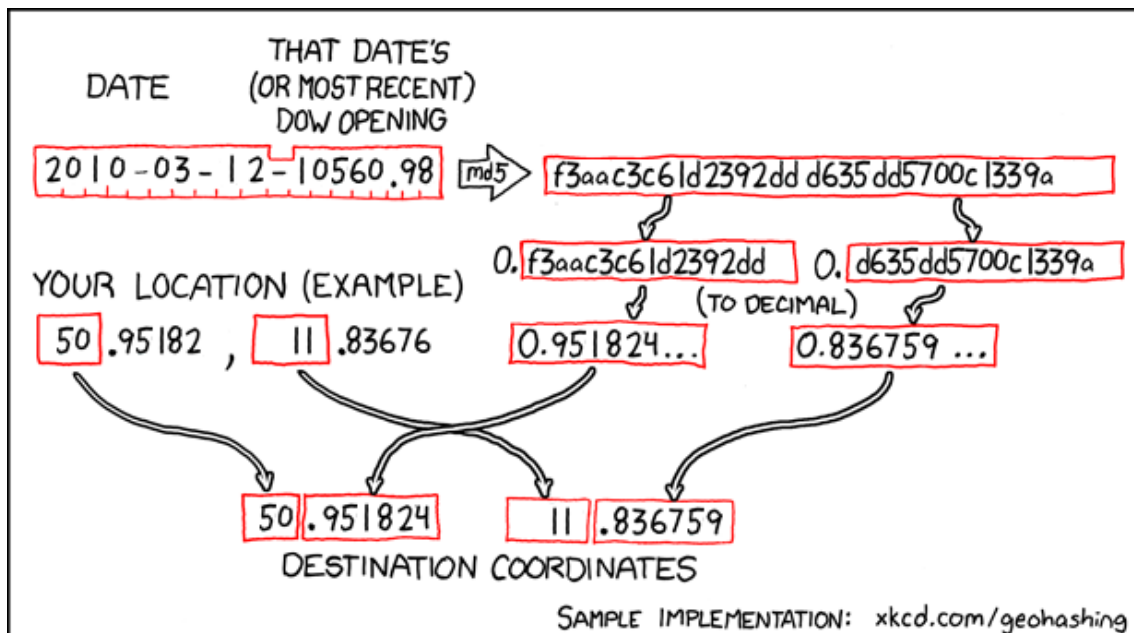 DATE
THAT DATE'S
(OR MOST RECENT)
DOW OPENING
2010-03-12-10560.98
md5
f3aac3c61d2392ddd635dd5700c1339a
0.f3aac3c61d2392dd
0.d635dd5700c1339a
YOUR LOCATION (EXAMPLE)
(TO DECIMAL)
50.95182, 11.83676
0.951824...
0.836759...
50.951824
11.836759
DESTINATION COORDINATES
SAMPLE IMPLEMENTATION: xkcd.com/geohashing